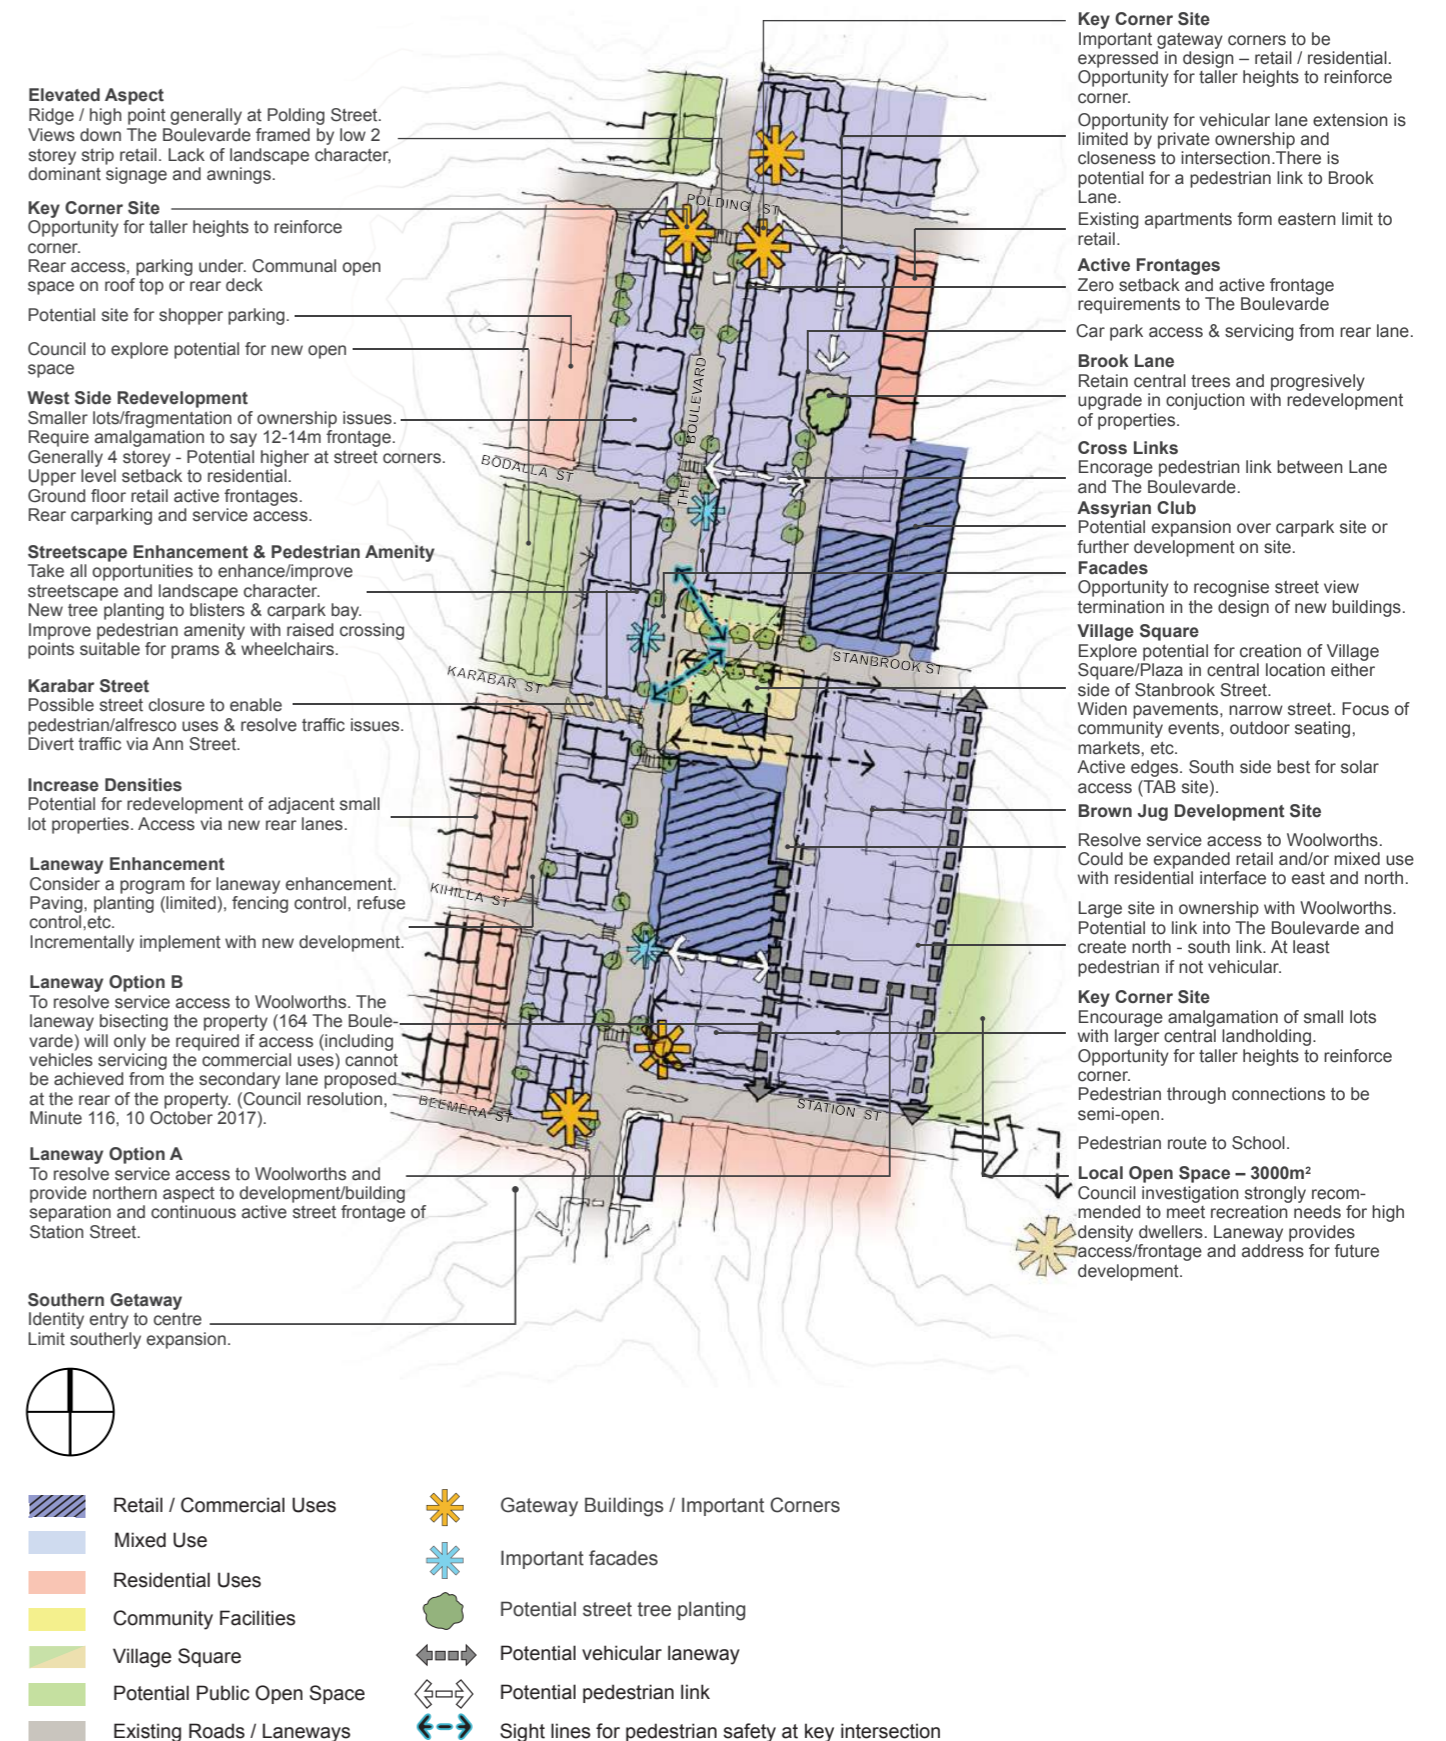 Elevated Aspect
Ridge / high point generally at Polding Street.
Views down The Boulevarde framed by low 2
storey strip retail. Lack of landscape character,
dominant signage and awnings.
Key Corner Site
Opportunity for taller heights to reinforce
corner.
Rear access, parking under. Communal open
space on roof top or rear deck
Potential site for shopper parking.
Council to explore potential for new open
space
West Side Redevelopment
Smaller lots/fragmentation of ownership issues.
Require amalgamation to say 12-14m frontage.
Generally 4 storey - Potential higher at street corners.
Upper level setback to residential.
Ground floor retail active frontages.
Rear carparking and service access.
Streetscape Enhancement & Pedestrian Amenity
Take all opportunities to enhance/improve
streetscape and landscape character.
New tree planting to blisters & carpark bay.
Improve pedestrian amenity with raised crossing
points suitable for prams & wheelchairs.
Karabar Street
Possible street closure to enable
pedestrian/alfresco uses & resolve traffic issues.
Divert traffic via Ann Street.
Increase Densities
Potential for redevelopment of adjacent small
lot properties. Access via new rear lanes.
Laneway Enhancement
Consider a program for laneway enhancement.
Paving, planting (limited), fencing control, refuse
control,etc.
Incrementally implement with new development.
Laneway Option B
To resolve service access to Woolworths. The
laneway bisecting the property (164 The Boule-
varde) will only be required if access (including
vehicles servicing the commercial uses) cannot
be achieved from the secondary lane proposed
at the rear of the property. (Council resolution,
Minute 116, 10 October 2017).
Laneway Option A
To resolve service access to Woolworths and
provide northern aspect to development/building
separation and continuous active street frontage of
Station Street.
Southern Getaway
Identity entry to centre
Limit southerly expansion.
POLDING ST
THE BOULEVARD
BODALLA ST
STANBROOK ST
KARABAR ST
KIHILLA ST
BEEMERA ST
STATION ST
Key Corner Site
Important gateway corners to be
expressed in design – retail / residential.
Opportunity for taller heights to reinforce
corner.
Opportunity for vehicular lane extension is
limited by private ownership and
closeness to intersection.There is
potential for a pedestrian link to Brook
Lane.
Existing apartments form eastern limit to
retail.
Active Frontages
Zero setback and active frontage
requirements to The Boulevarde
Car park access & servicing from rear lane.
Brook Lane
Retain central trees and progresively
upgrade in conjuction with redevelopment
of properties.
Cross Links
Encorage pedestrian link between Lane
and The Boulevarde.
Assyrian Club
Potential expansion over carpark site or
further development on site.
Facades
Opportunity to recognise street view
termination in the design of new buildings.
Village Square
Explore potential for creation of Village
Square/Plaza in central location either
side of Stanbrook Street.
Widen pavements, narrow street. Focus of
community events, outdoor seating,
markets, etc.
Active edges. South side best for solar
access (TAB site).
Brown Jug Development Site
Resolve service access to Woolworths.
Could be expanded retail and/or mixed use
with residential interface to east and north.
Large site in ownership with Woolworths.
Potential to link into The Boulevarde and
create north - south link. At least
pedestrian if not vehicular.
Key Corner Site
Encourage amalgamation of small lots
with larger central landholding.
Opportunity for taller heights to reinforce
corner.
Pedestrian through connections to be
semi-open.
Pedestrian route to School.
Local Open Space – 3000m²
Council investigation strongly recom-
mended to meet recreation needs for high
density dwellers. Laneway provides
access/frontage and address for future
development.
Retail / Commercial Uses
Mixed Use
Residential Uses
Community Facilities
Village Square
Potential Public Open Space
Existing Roads / Laneways
Gateway Buildings / Important Corners
Important facades
Potential street tree planting
Potential vehicular laneway
Potential pedestrian link
Sight lines for pedestrian safety at key intersection